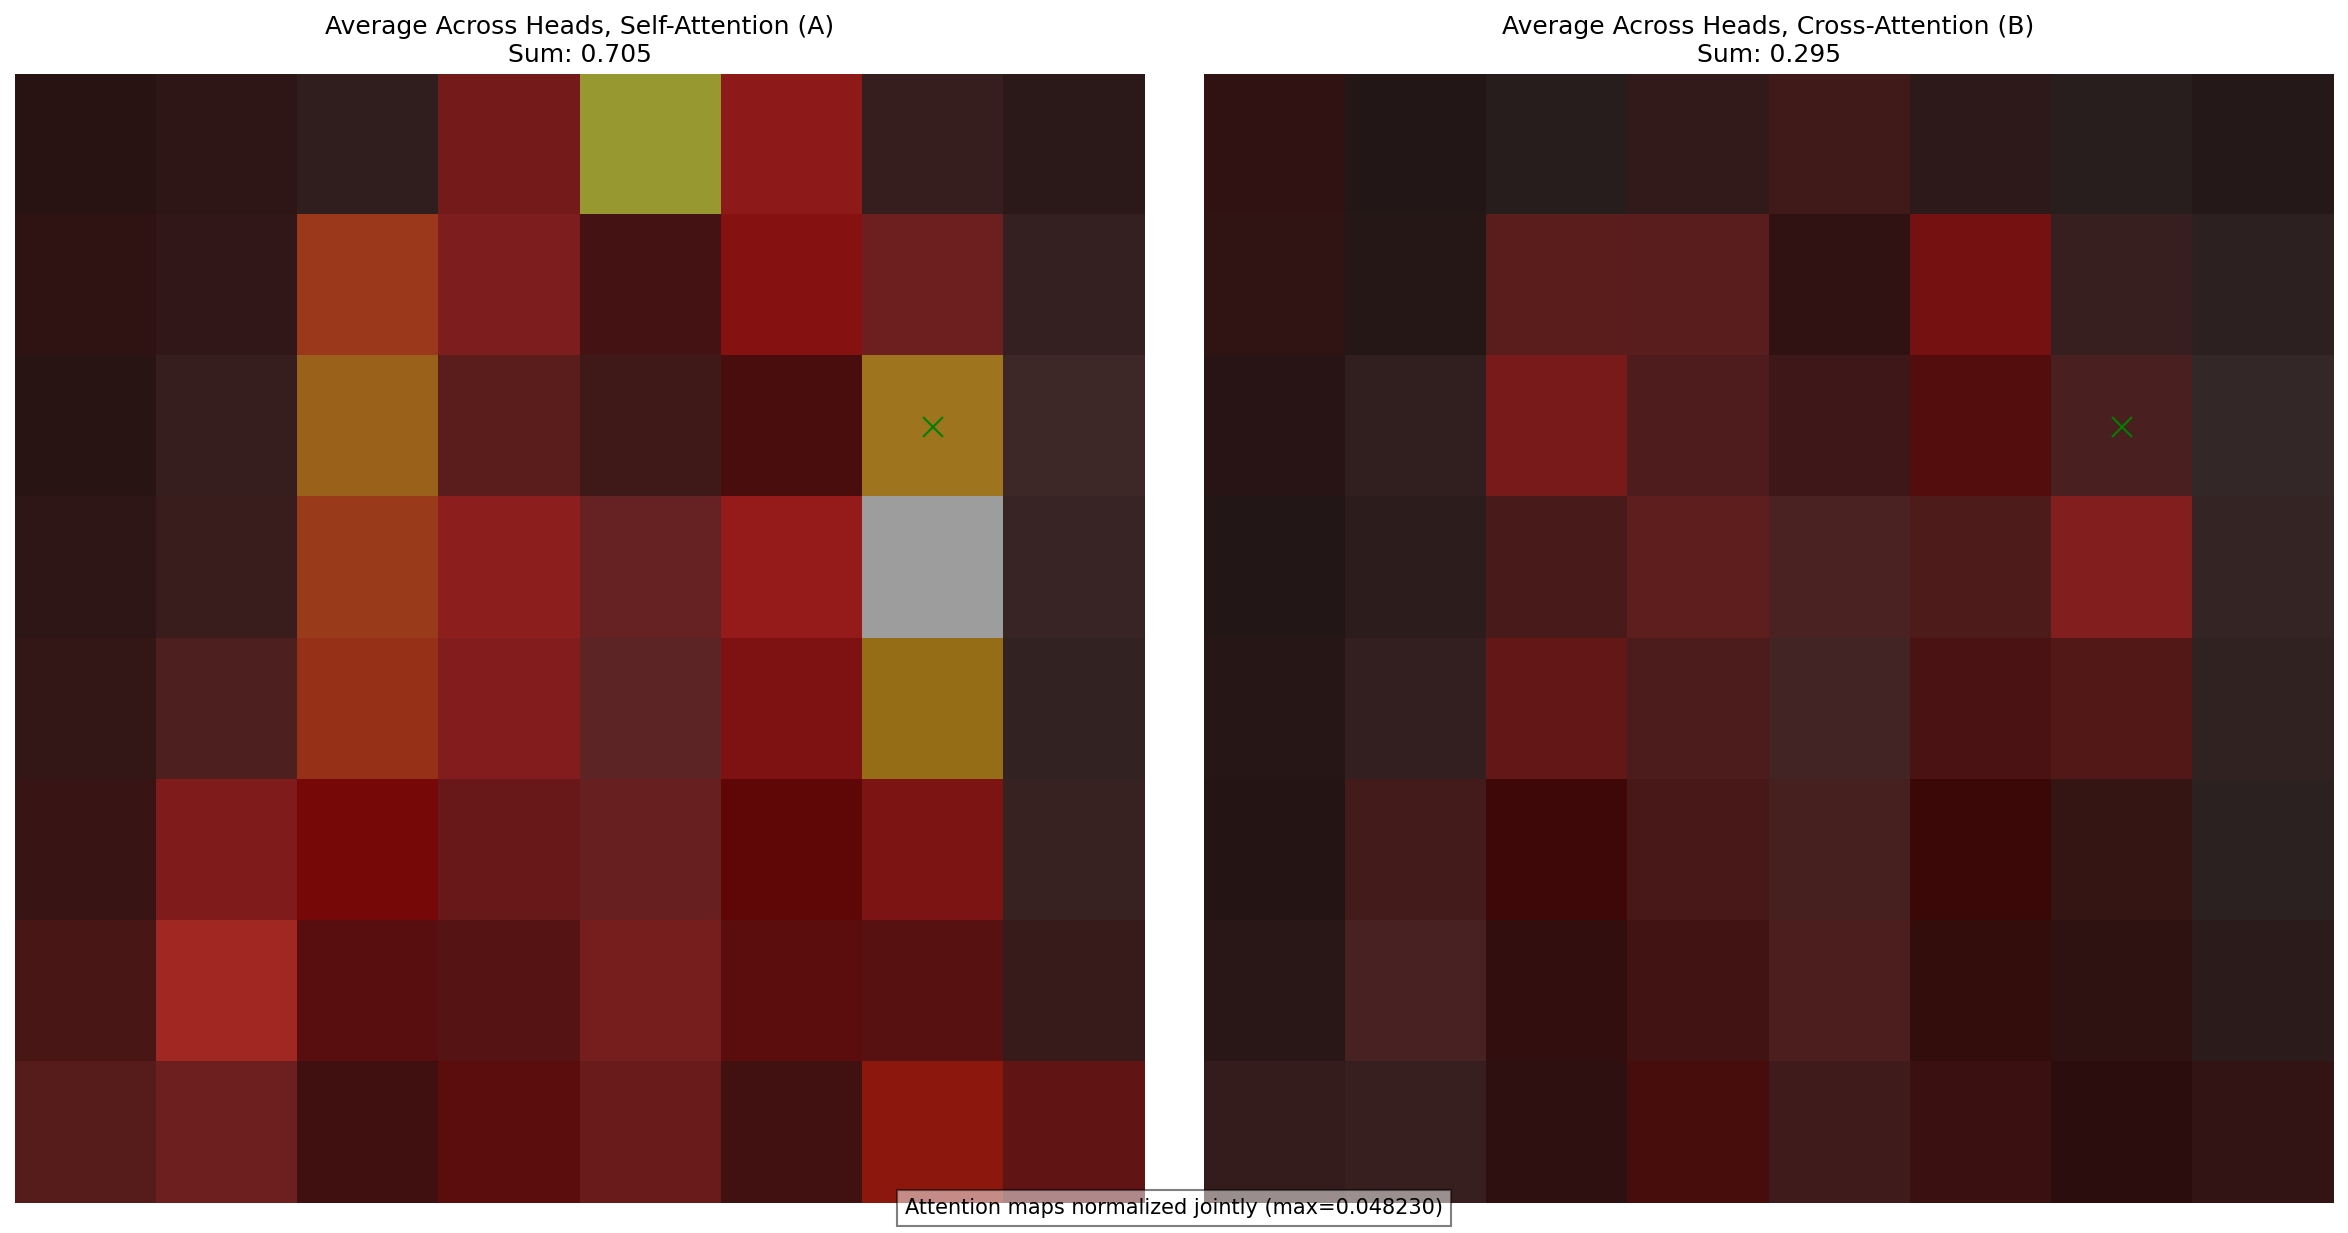 Average Across Heads, Self-Attention (A)
Sum: 0.705
Average Across Heads, Cross-Attention (B)
Sum: 0.295
Attention maps normalized jointly (max=0.048230)